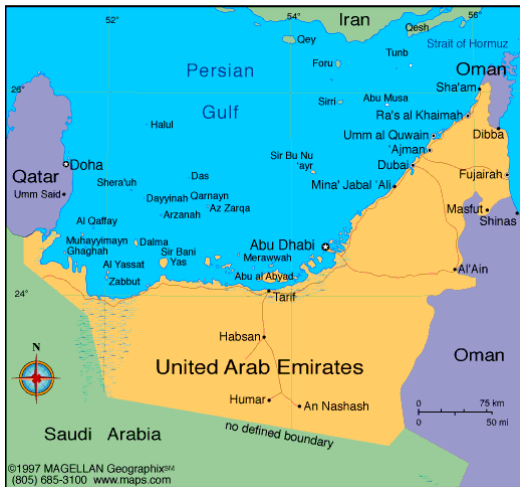 52°
54°
56°
Iran
Qesh
Qey
Tunb
Strait of Hormuz
Foru
Persian
Oman
Sha'am
26°
Sirri
Abu Musa
Gulf
Ra's al Khaimah
Halul
Umm al Quwain
Dibba
'Ajman
Sir Bu Nu
'ayr
Dubai
Doha
Qatar
Das
Fujairah
Shera'uh
Mina' Jabal 'Ali
Umm Said
Dayyinah
Qarnayn
Az Zarqa
Masfut
Arzanah
Shinas
Al Qaffay
Muhayyimayn
Dalma
Abu Dhabi
Ghaghah
Sir Bani
Yas
Merawwah
Al Yassat
Al'Ain
Zabbut
Abu al Abyad
24°
Tarif
Habsan
N
United Arab Emirates
Oman
Humar
An Nashash
0
75 km
0
50 mi
no defined boundary
Saudi Arabia
©1997 MAGELLAN Geographix℠
(805) 685-3100 www.maps.com